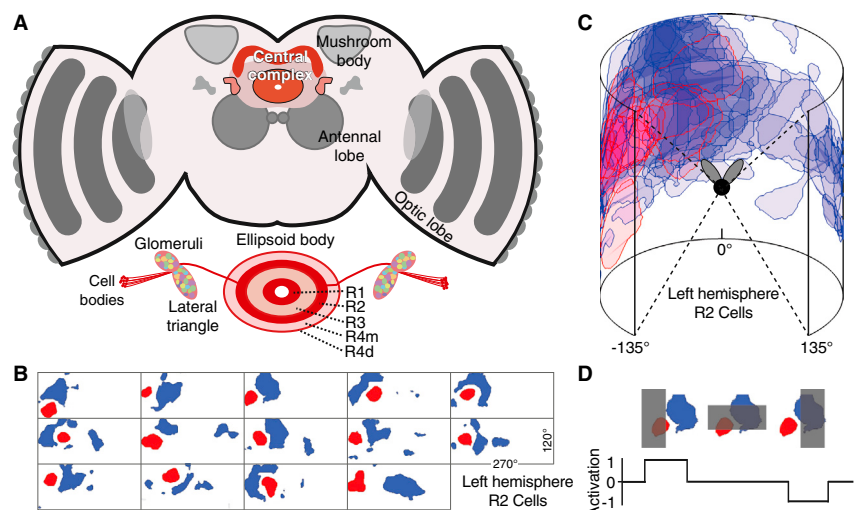 A
Mushroom
body
Central
complex
Antennal
lobe
Optic lobe
Glomeruli
Ellipsoid body
Cell
bodies
Lateral
triangle
R1
R2
R3
R4m
R4d
B
120°
270°
Left hemisphere
R2 Cells
C
0°
Left hemisphere
R2 Cells
-135°
135°
D
Activation
1
0
-1